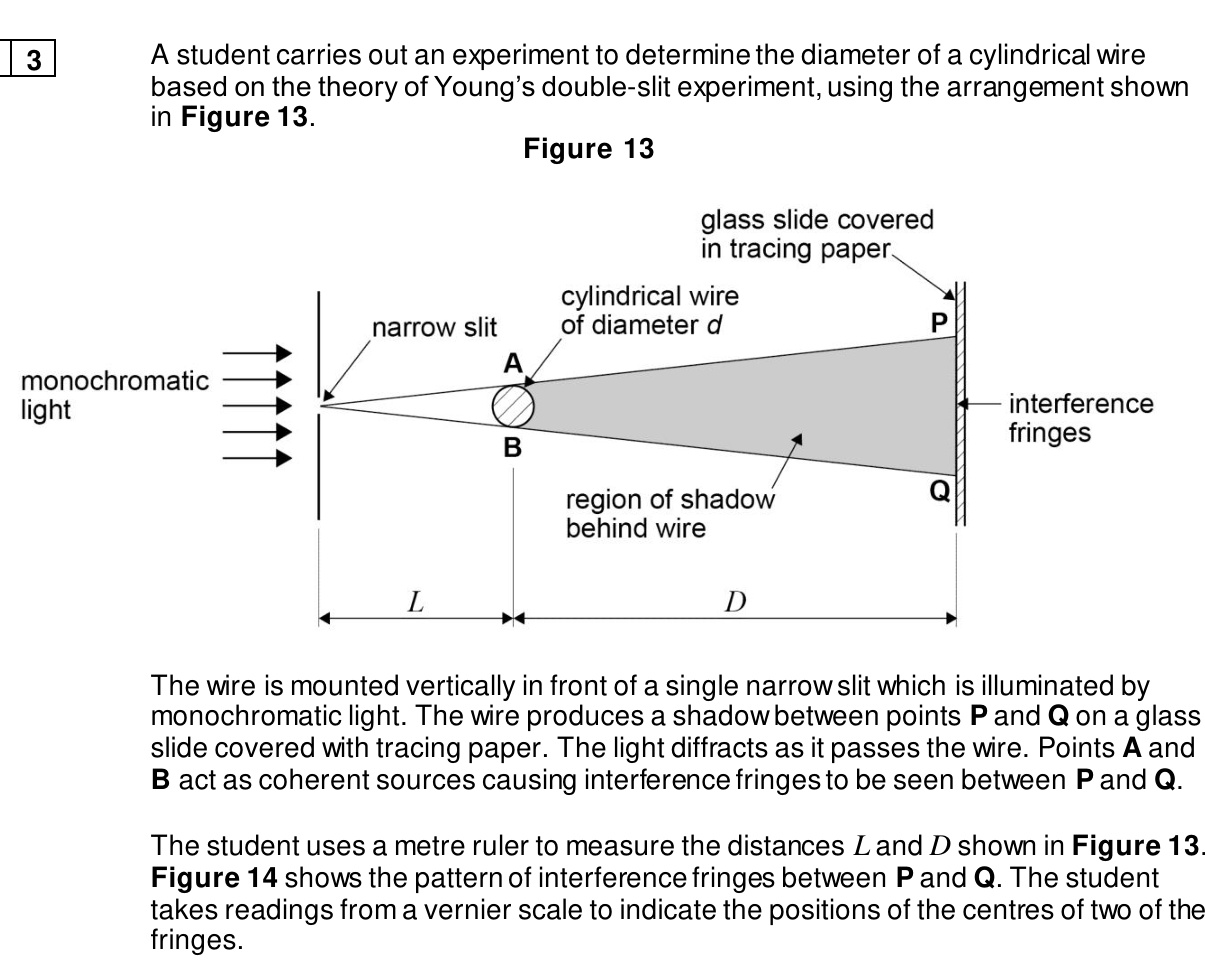 3
A student carries out an experiment to determine the diameter of a cylindrical wire
based on the theory of Young's double-slit experiment, using the arrangement shown
in Figure 13.
Figure 13
glass slide covered
in tracing paper
cylindrical wire
of diameter d
narrow slit
P
A
monochromatic
light
interference
fringes
B
Q
region of shadow
behind wire
L
D
The wire is mounted vertically in front of a single narrow slit which is illuminated by
monochromatic light. The wire produces a shadow between points P and Q on a glass
slide covered with tracing paper. The light diffracts as it passes the wire. Points A and
B act as coherent sources causing interference fringes to be seen between P and Q.
The student uses a metre ruler to measure the distances L and D shown in Figure 13.
Figure 14 shows the pattern of interference fringes between P and Q. The student
takes readings from a vernier scale to indicate the positions of the centres of two of the
fringes.